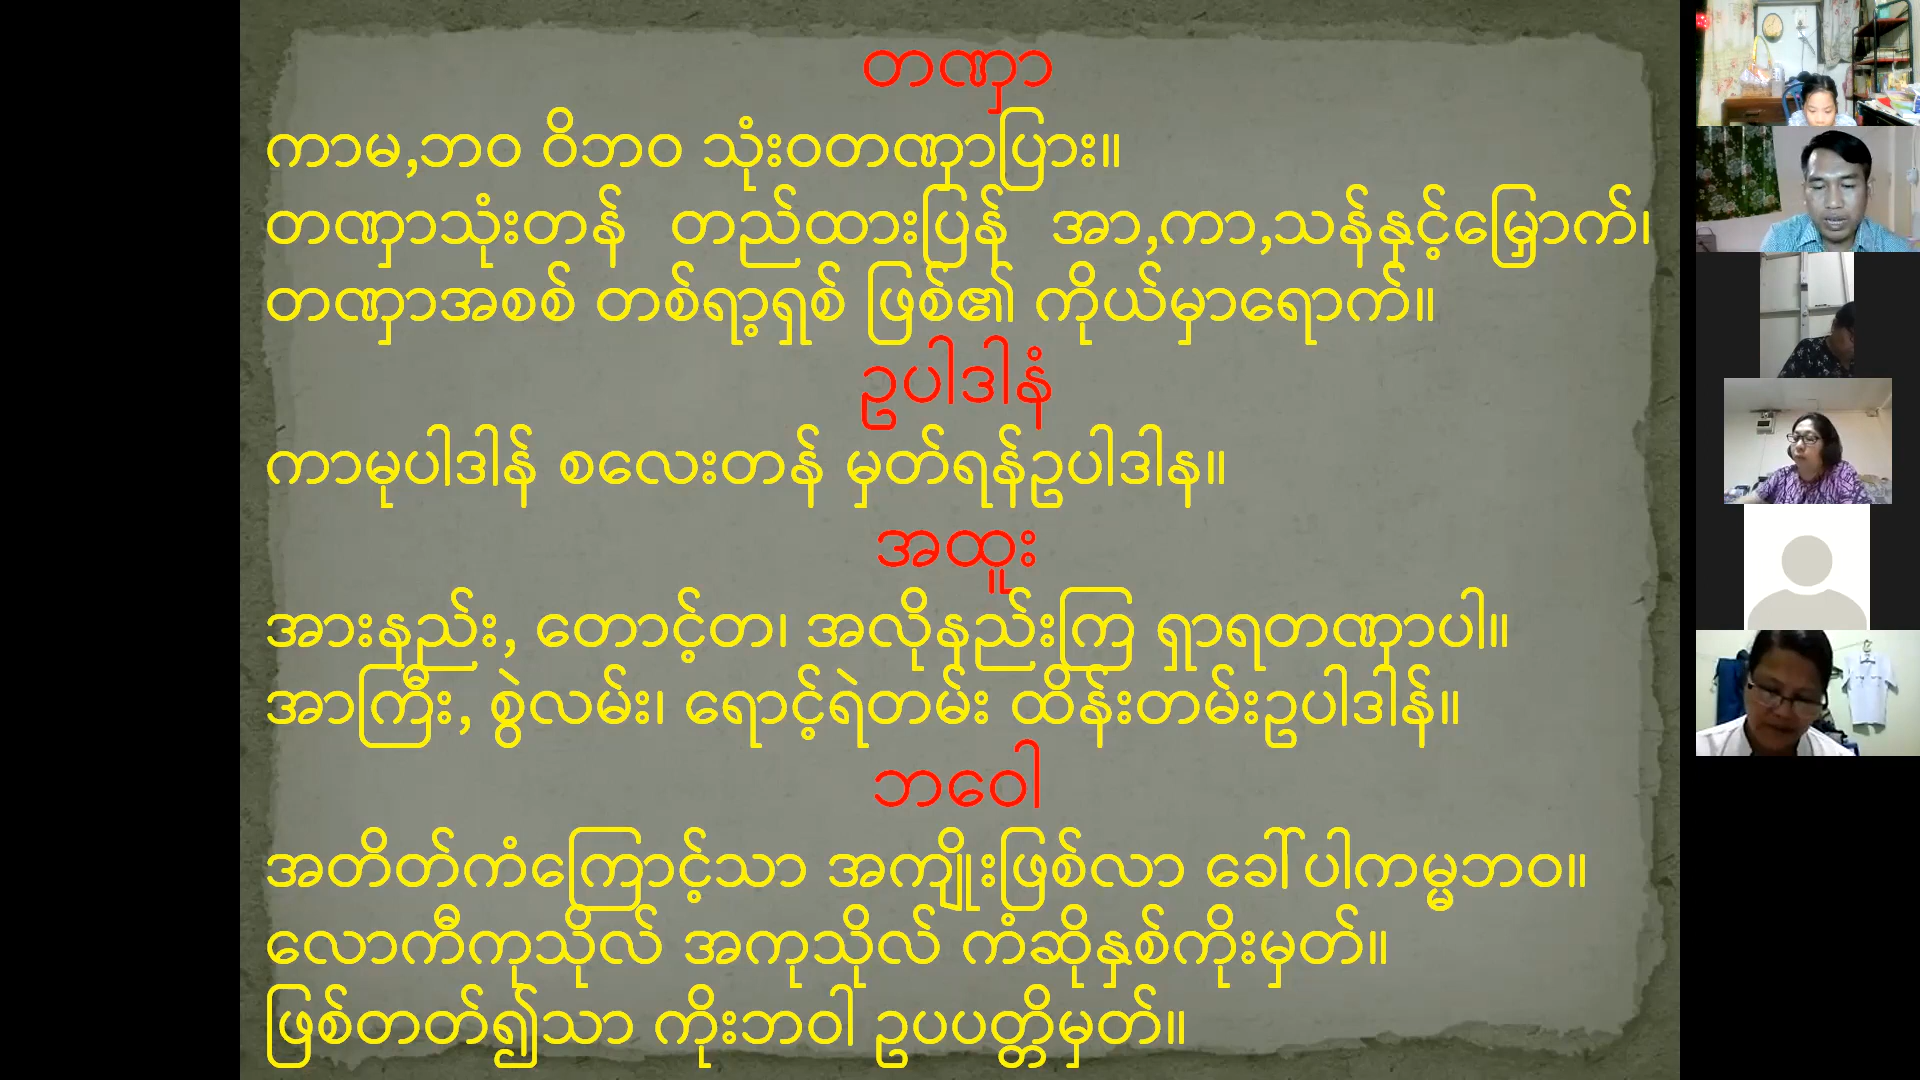 တဏှာ
ကာမ,ဘဝ ဝိဘဝ သုံးဝတဏှာပြား။
တဏှာသုံးတန် တည်ထားပြန် အာ,ကာ,သန်နှင့်မြှောက်၊
တဏှာအစစ် တစ်ရာ့ရှစ် ဖြစ်၏ ကိုယ်မှာရောက်။
ဥပါဒါနံ
ကာမုပါဒါန် စလေးတန် မှတ်ရန်ဥပါဒါန။
အထူး
အားနည်း, တောင့်တ၊ အလိုနည်းကြ ရှာရတဏှာပါ။
အာကြီး, စွဲလမ်း၊ ရောင့်ရဲတမ်း ထိန်းတမ်းဥပါဒါန်။
ဘဝေါ
အတိတ်ကံကြောင့်သာ အကျိုးဖြစ်လာ ခေါ်ပါကမ္မဘဝ။
လောကီကုသိုလ် အကုသိုလ် ကံဆိုနှစ်ကိုးမှတ်။
ဖြစ်တတ်၍သာ ကိုးဘဝါ ဥပပတ္တိမှတ်။